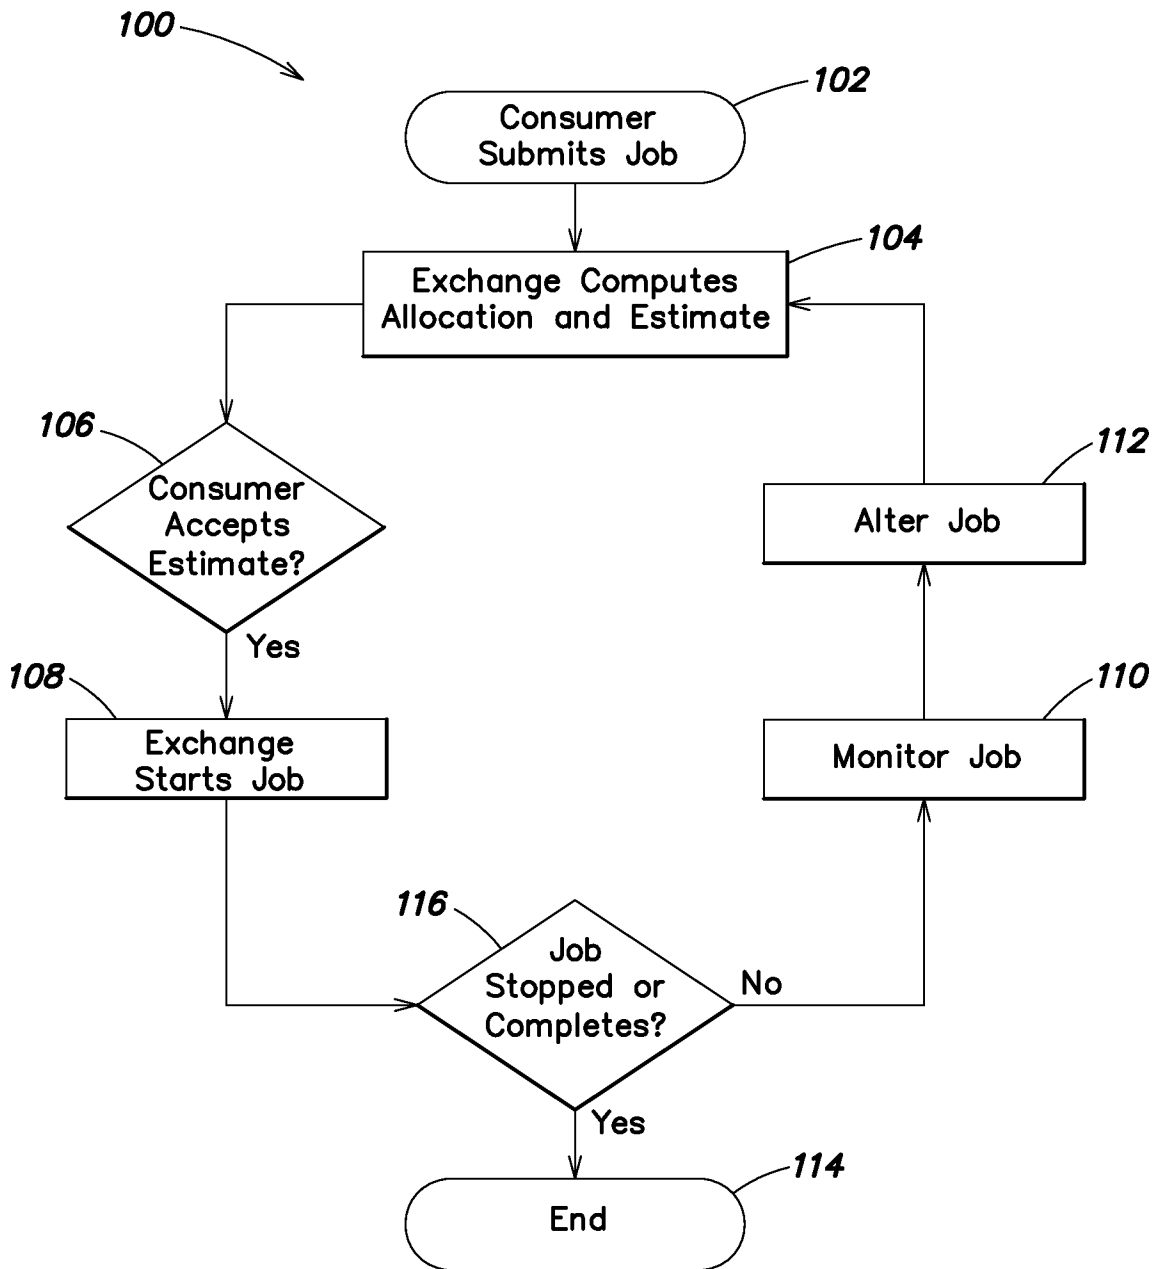 100
102
Consumer
Submits Job
104
Exchange Computes
Allocation and Estimate
106
Consumer
Accepts
Estimate?
Yes
112
Alter Job
108
Exchange
Starts Job
110
Monitor Job
116
Job
Stopped or
Completes?
No
Yes
114
End